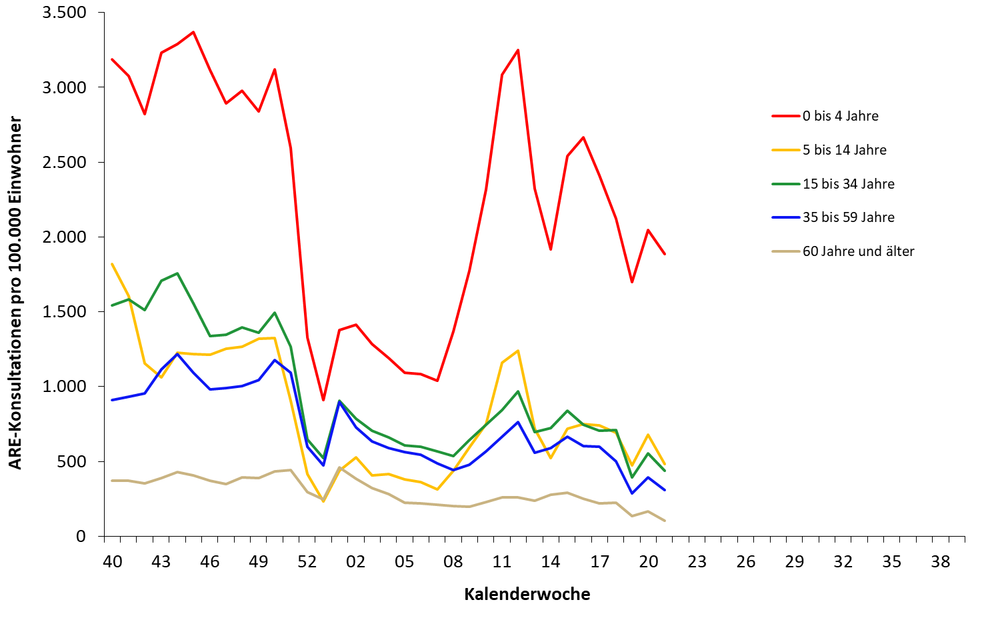 3.500
3.000
2.500
2.000
1.500
1.000
500
0
ARE-Konsultationen pro 100.000 Einwohner
0 bis 4 Jahre
5 bis 14 Jahre
15 bis 34 Jahre
35 bis 59 Jahre
60 Jahre und älter
40 43 46 49 52 02 05 08 11 14 17 20 23 26 29 32 35 38
Kalenderwoche